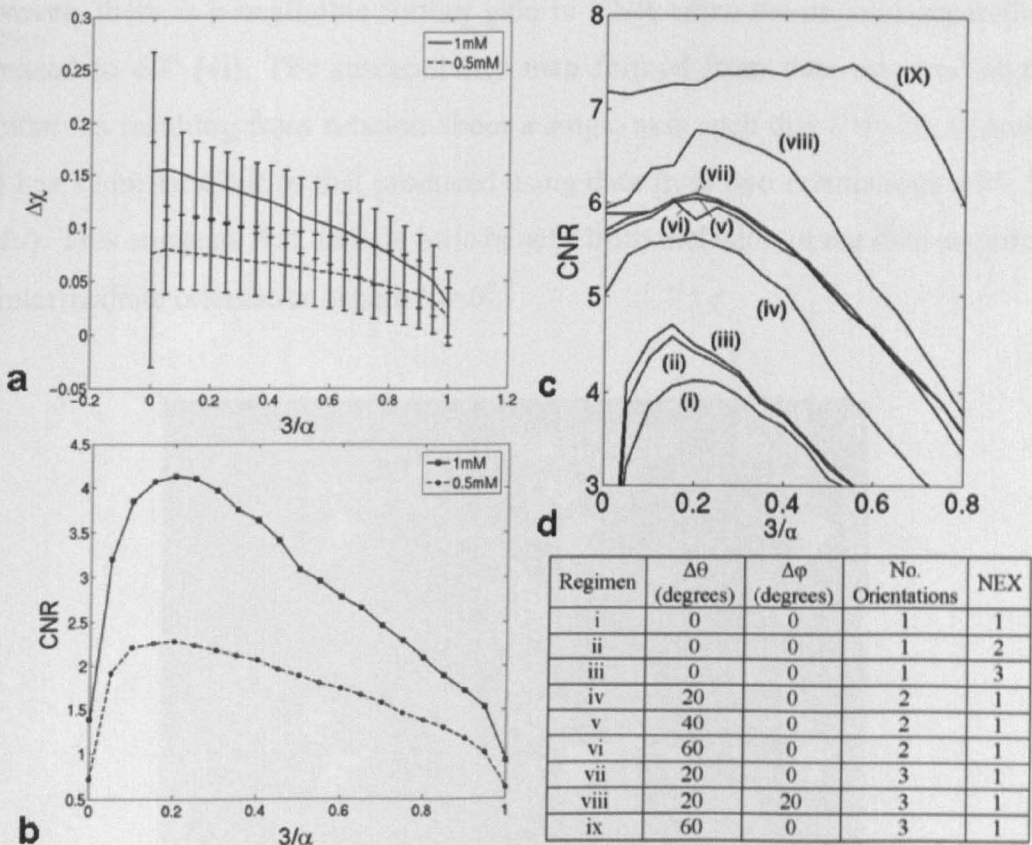 0.3
0.25
0.2
0.15
0.1
0.05
0
−0.05
−0.2 0 0.2 0.4 0.6 0.8 1.0 1.2
Δχ
3/α
1mM
0.5mM
a
4.5
4
3.5
3
2.5
2
1.5
1
0.5
0 0.2 0.4 0.6 0.8 1
CNR
3/α
1mM
0.5mM
b
8
7
6
5
4
3
0 0.2 0.4 0.6 0.8
CNR
3/α
(ix)
(viii)
(vii)
(vi) (v)
(iv)
(iii)
(ii)
(i)
c
d
Regimen Δθ (degrees) Δφ (degrees) No. Orientations NEX
i 0 0 1 1
ii 0 0 1 2
iii 0 0 1 3
iv 20 0 2 1
v 40 0 2 1
vi 60 0 2 1
vii 20 0 3 1
viii 20 20 3 1
ix 60 0 3 1